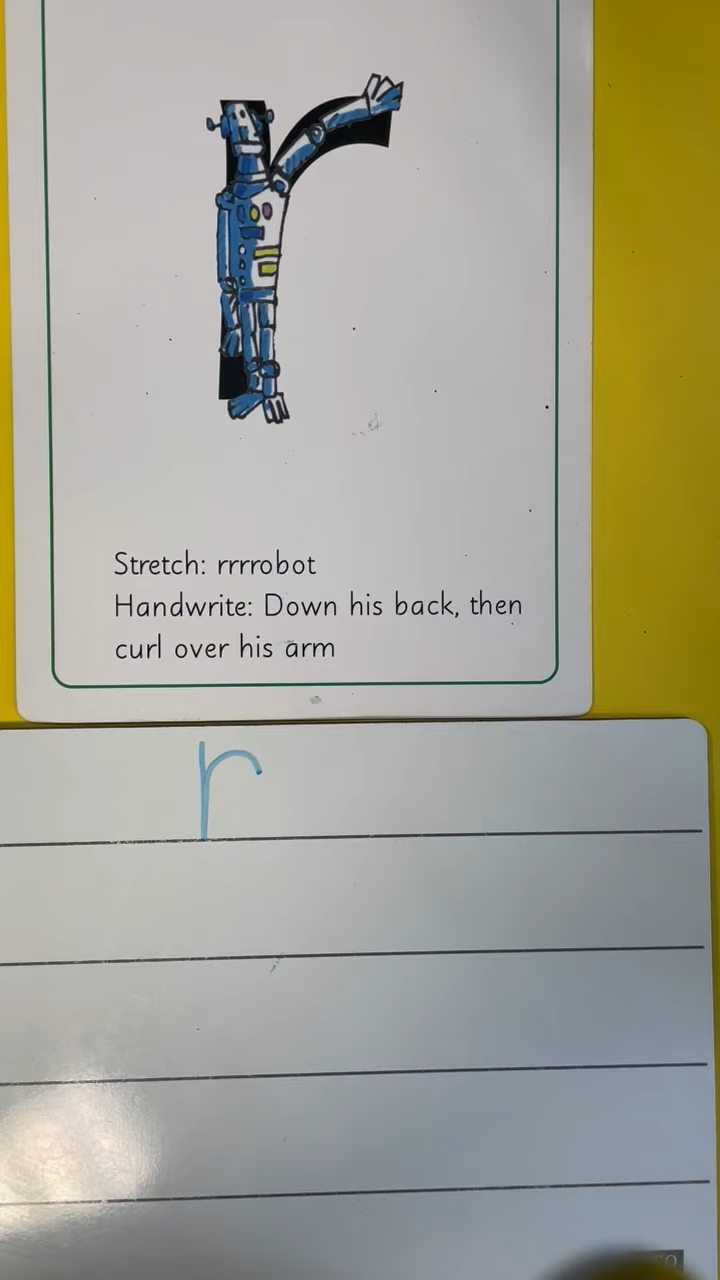 Stretch: rrrrobot
Handwrite: Down his back, then
curl over his arm
r